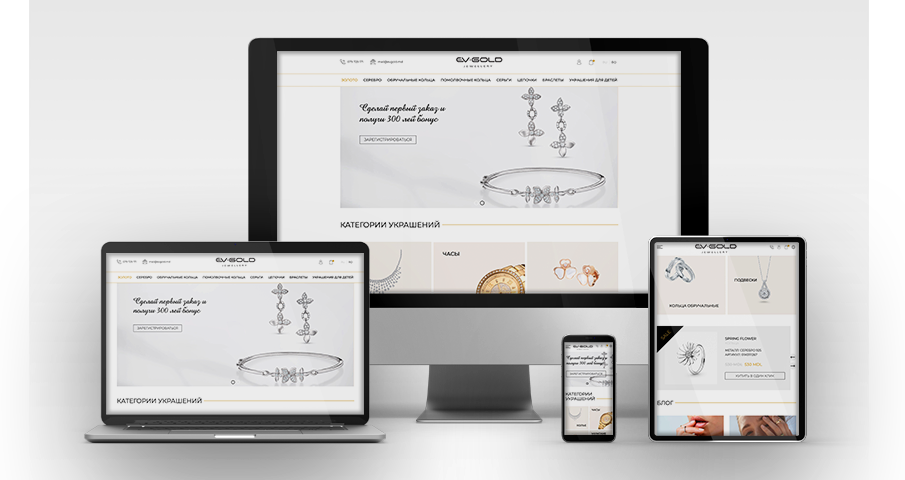 EV-GOLD
JEWELLERY
ЗОЛОТО СЕРЕБРО ОБРУЧАЛЬНЫЕ КОЛЬЦА ПОМОЛВОЧНЫЕ КОЛЬЦА СЕРЬГИ ЦЕПОЧКИ БРАСЛЕТЫ УКРАШЕНИЯ ДЛЯ ДЕТЕЙ
Сделай первый заказ и
получи 300 лей бонус
ЗАРЕГИСТРИРОВАТЬСЯ
КАТЕГОРИИ УКРАШЕНИЙ
ЧАСЫ
EV-GOLD
JEWELLERY
ЗОЛОТО СЕРЕБРО ОБРУЧАЛЬНЫЕ КОЛЬЦА ПОМОЛВОЧНЫЕ КОЛЬЦА СЕРЬГИ ЦЕПОЧКИ БРАСЛЕТЫ УКРАШЕНИЯ ДЛЯ ДЕТЕЙ
Сделай первый заказ и
получи 300 лей бонус
ЗАРЕГИСТРИРОВАТЬСЯ
КАТЕГОРИИ УКРАШЕНИЙ
EV-GOLD
Сделай первый заказ и
получи 300 лей бонус
ЗАРЕГИСТРИРОВАТЬСЯ
КАТЕГОРИИ
УКРАШЕНИЙ
ЧАСЫ
EV-GOLD
JEWELLERY
ПОДВЕСКИ
КОЛЬЦА ОБРУЧАЛЬНЫЕ
SALE
SPRING FLOWER
КУПИТЬ В ОДИН КЛИК
БЛОГ